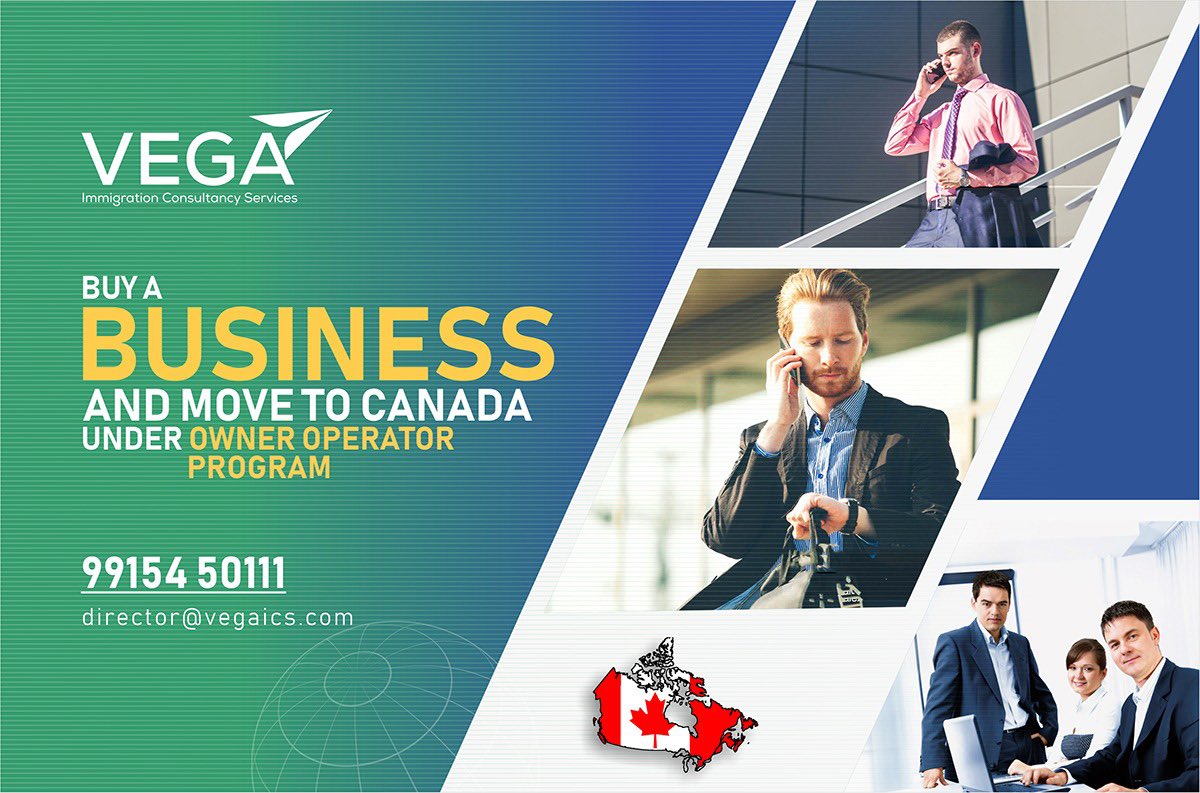 VEGA
Immigration Consultancy Services
BUY A
BUSINESS
AND MOVE TO CANADA
UNDER OWNER OPERATOR
PROGRAM
99154 50111
director@vegaics.com